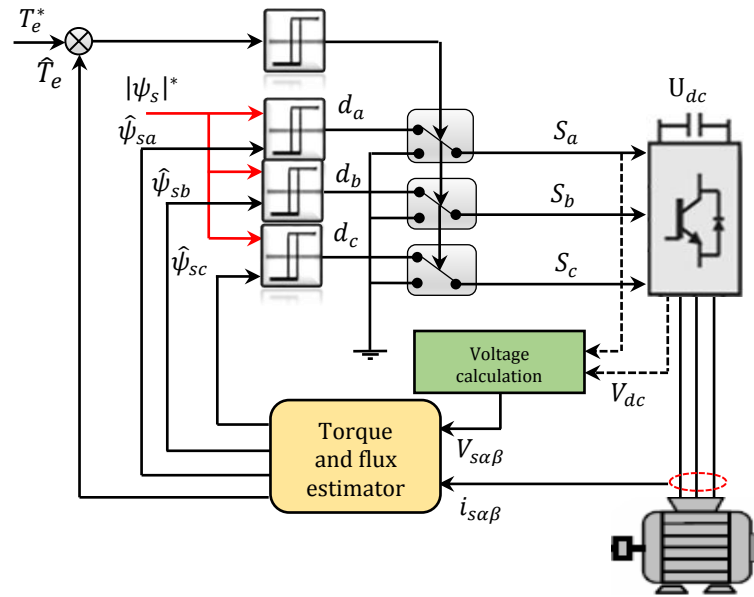 T_e^*
T̂_e
|ψ_s|^*
ψ̂_sa
ψ̂_sb
ψ̂_sc
d_a
d_b
d_c
S_a
S_b
S_c
U_dc
Voltage
calculation
V_dc
Torque
and flux
estimator
V_sαβ
i_sαβ